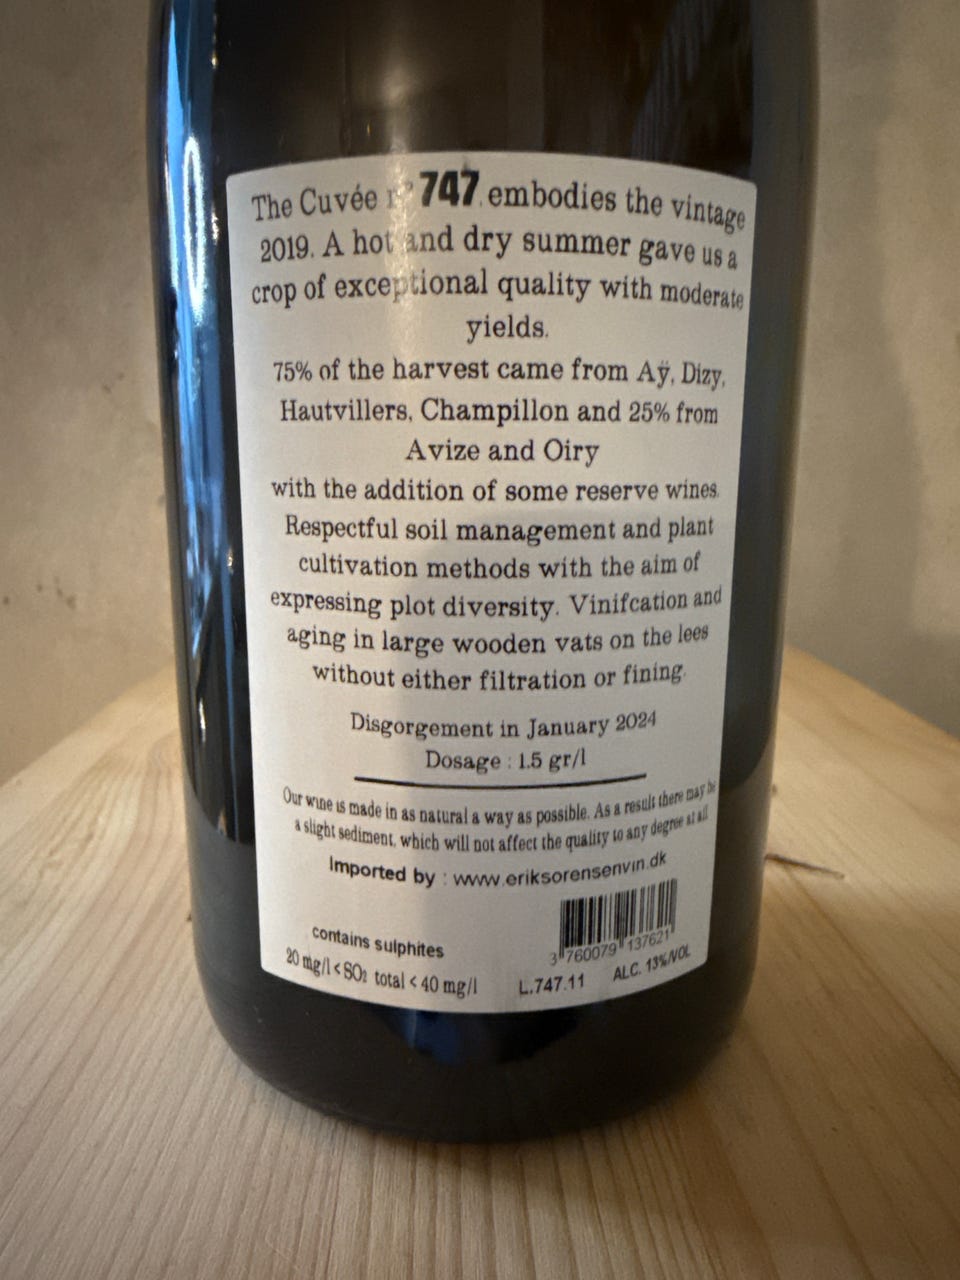 The Cuvée n° 747 embodies the vintage
2019. A hot and dry summer gave us a
crop of exceptional quality with moderate
yields.
75% of the harvest came from Aÿ, Dizy,
Hautvillers, Champillon and 25% from
Avize and Oiry
with the addition of some reserve wines.
Respectful soil management and plant
cultivation methods with the aim of
expressing plot diversity. Vinifcation and
aging in large wooden vats on the lees
without either filtration or fining.
Disgorgement in January 2024
Dosage : 1.5 gr/l
Our wine is made in as natural a way as possible. As a result there may be
a slight sediment, which will not affect the quality to any degree at all
Imported by : www.eriksorensenvin.dk
contains sulphites
20 mg/l < SO₂ total < 40 mg/l
3 760079 137621
L.747.11
ALC. 13%/VOL